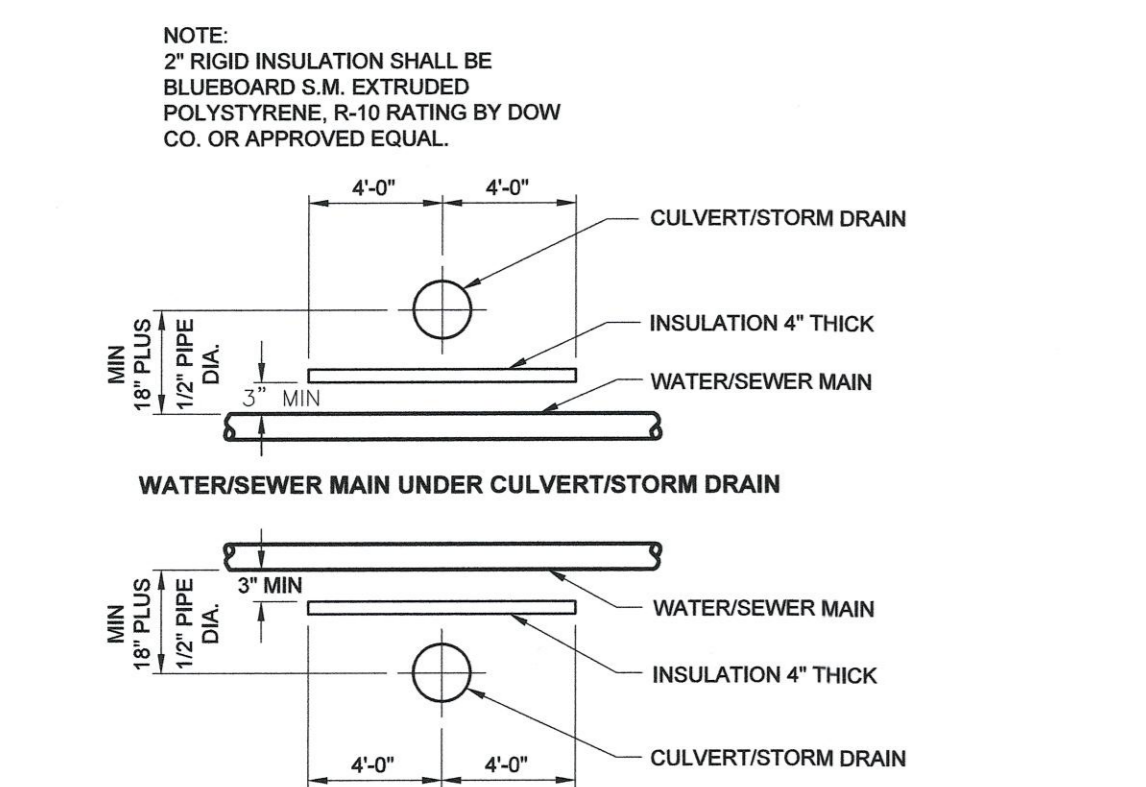 NOTE:
2" RIGID INSULATION SHALL BE
BLUEBOARD S.M. EXTRUDED
POLYSTYRENE, R-10 RATING BY DOW
CO. OR APPROVED EQUAL.
4'-0" 4'-0"
CULVERT/STORM DRAIN
INSULATION 4" THICK
MIN
18" PLUS
1/2" PIPE
DIA.
3" MIN
WATER/SEWER MAIN
WATER/SEWER MAIN UNDER CULVERT/STORM DRAIN
MIN
18" PLUS
1/2" PIPE
DIA.
3" MIN
WATER/SEWER MAIN
INSULATION 4" THICK
CULVERT/STORM DRAIN
4'-0" 4'-0"